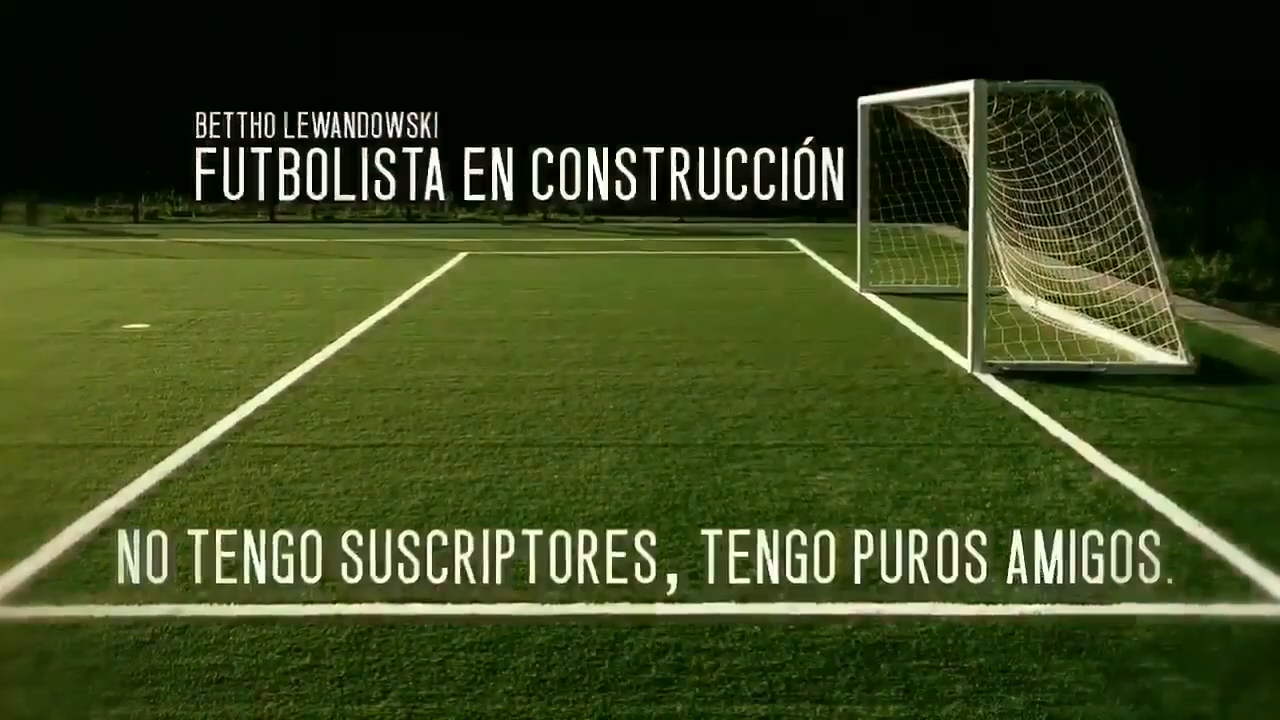 BETTHO LEWANDOWSKI
FUTBOLISTA EN CONSTRUCCIÓN
NO TENGO SUSCRIPTORES, TENGO PUROS AMIGOS.